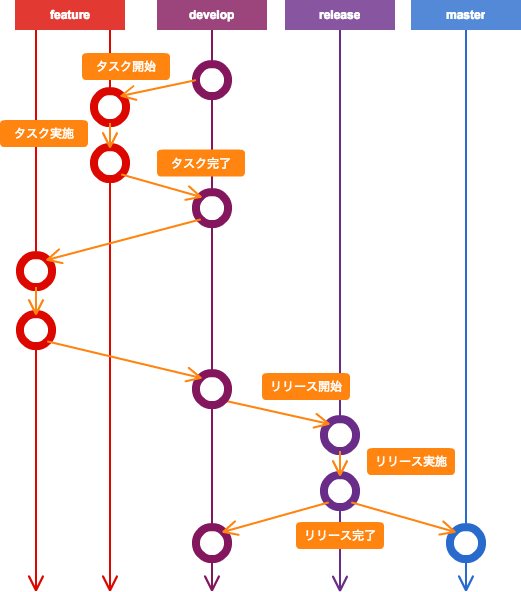 feature
develop
release
master
タスク開始
タスク実施
タスク完了
リリース開始
リリース実施
リリース完了